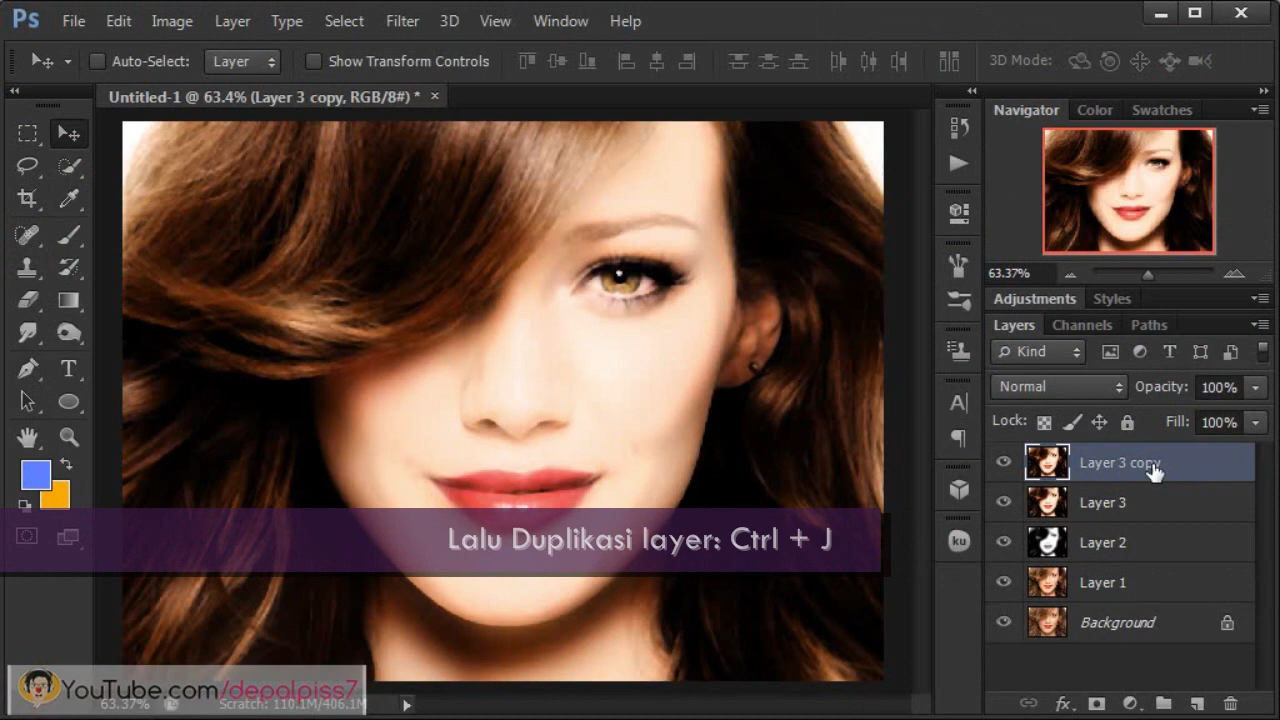 Ps File Edit Image Layer Type Select Filter 3D View Window Help
Auto-Select: Layer Show Transform Controls 3D Mode:
Untitled-1 @ 63.4% (Layer 3 copy, RGB/8#) * ×
Navigator Color Swatches
63.37%
Adjustments Styles
Layers Channels Paths
Kind
Normal Opacity: 100%
Lock: Fill: 100%
Layer 3 copy
Layer 3
Layer 2
Layer 1
Background
Lalu Duplikasi layer: Ctrl + J
YouTube.com/depalpiss7
63.37% Scratch: 110.1M/406.1M
ku
fx